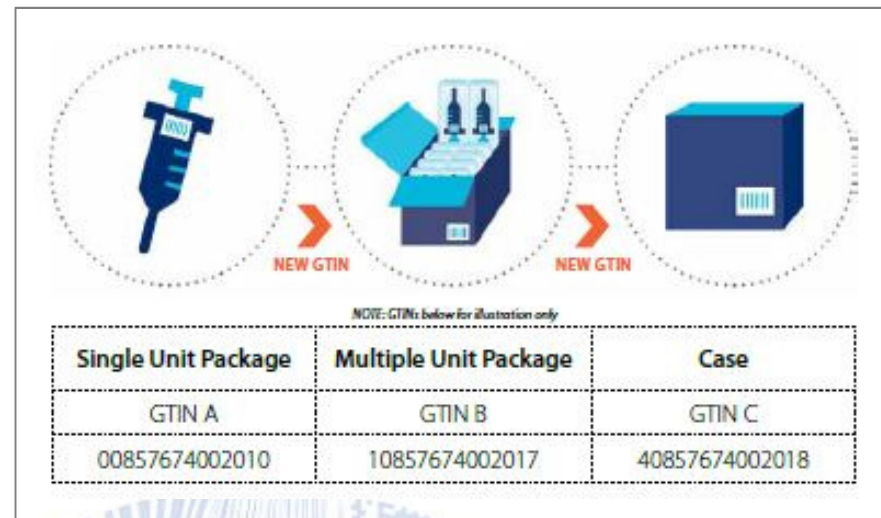 NEW GTIN NEW GTIN
NOTE: GTINs below for illustration only
Single Unit Package Multiple Unit Package Case
GTIN A GTIN B GTIN C
00857674002010 10857674002017 40857674002018